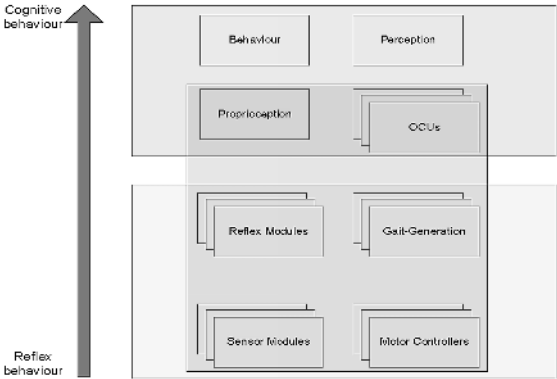 Cognitive
behaviour
Behaviour
Perception
Proprioception
OCUs
Reflex Modules
Gait-Generation
Sensor Modules
Motor Controllers
Reflex
behaviour